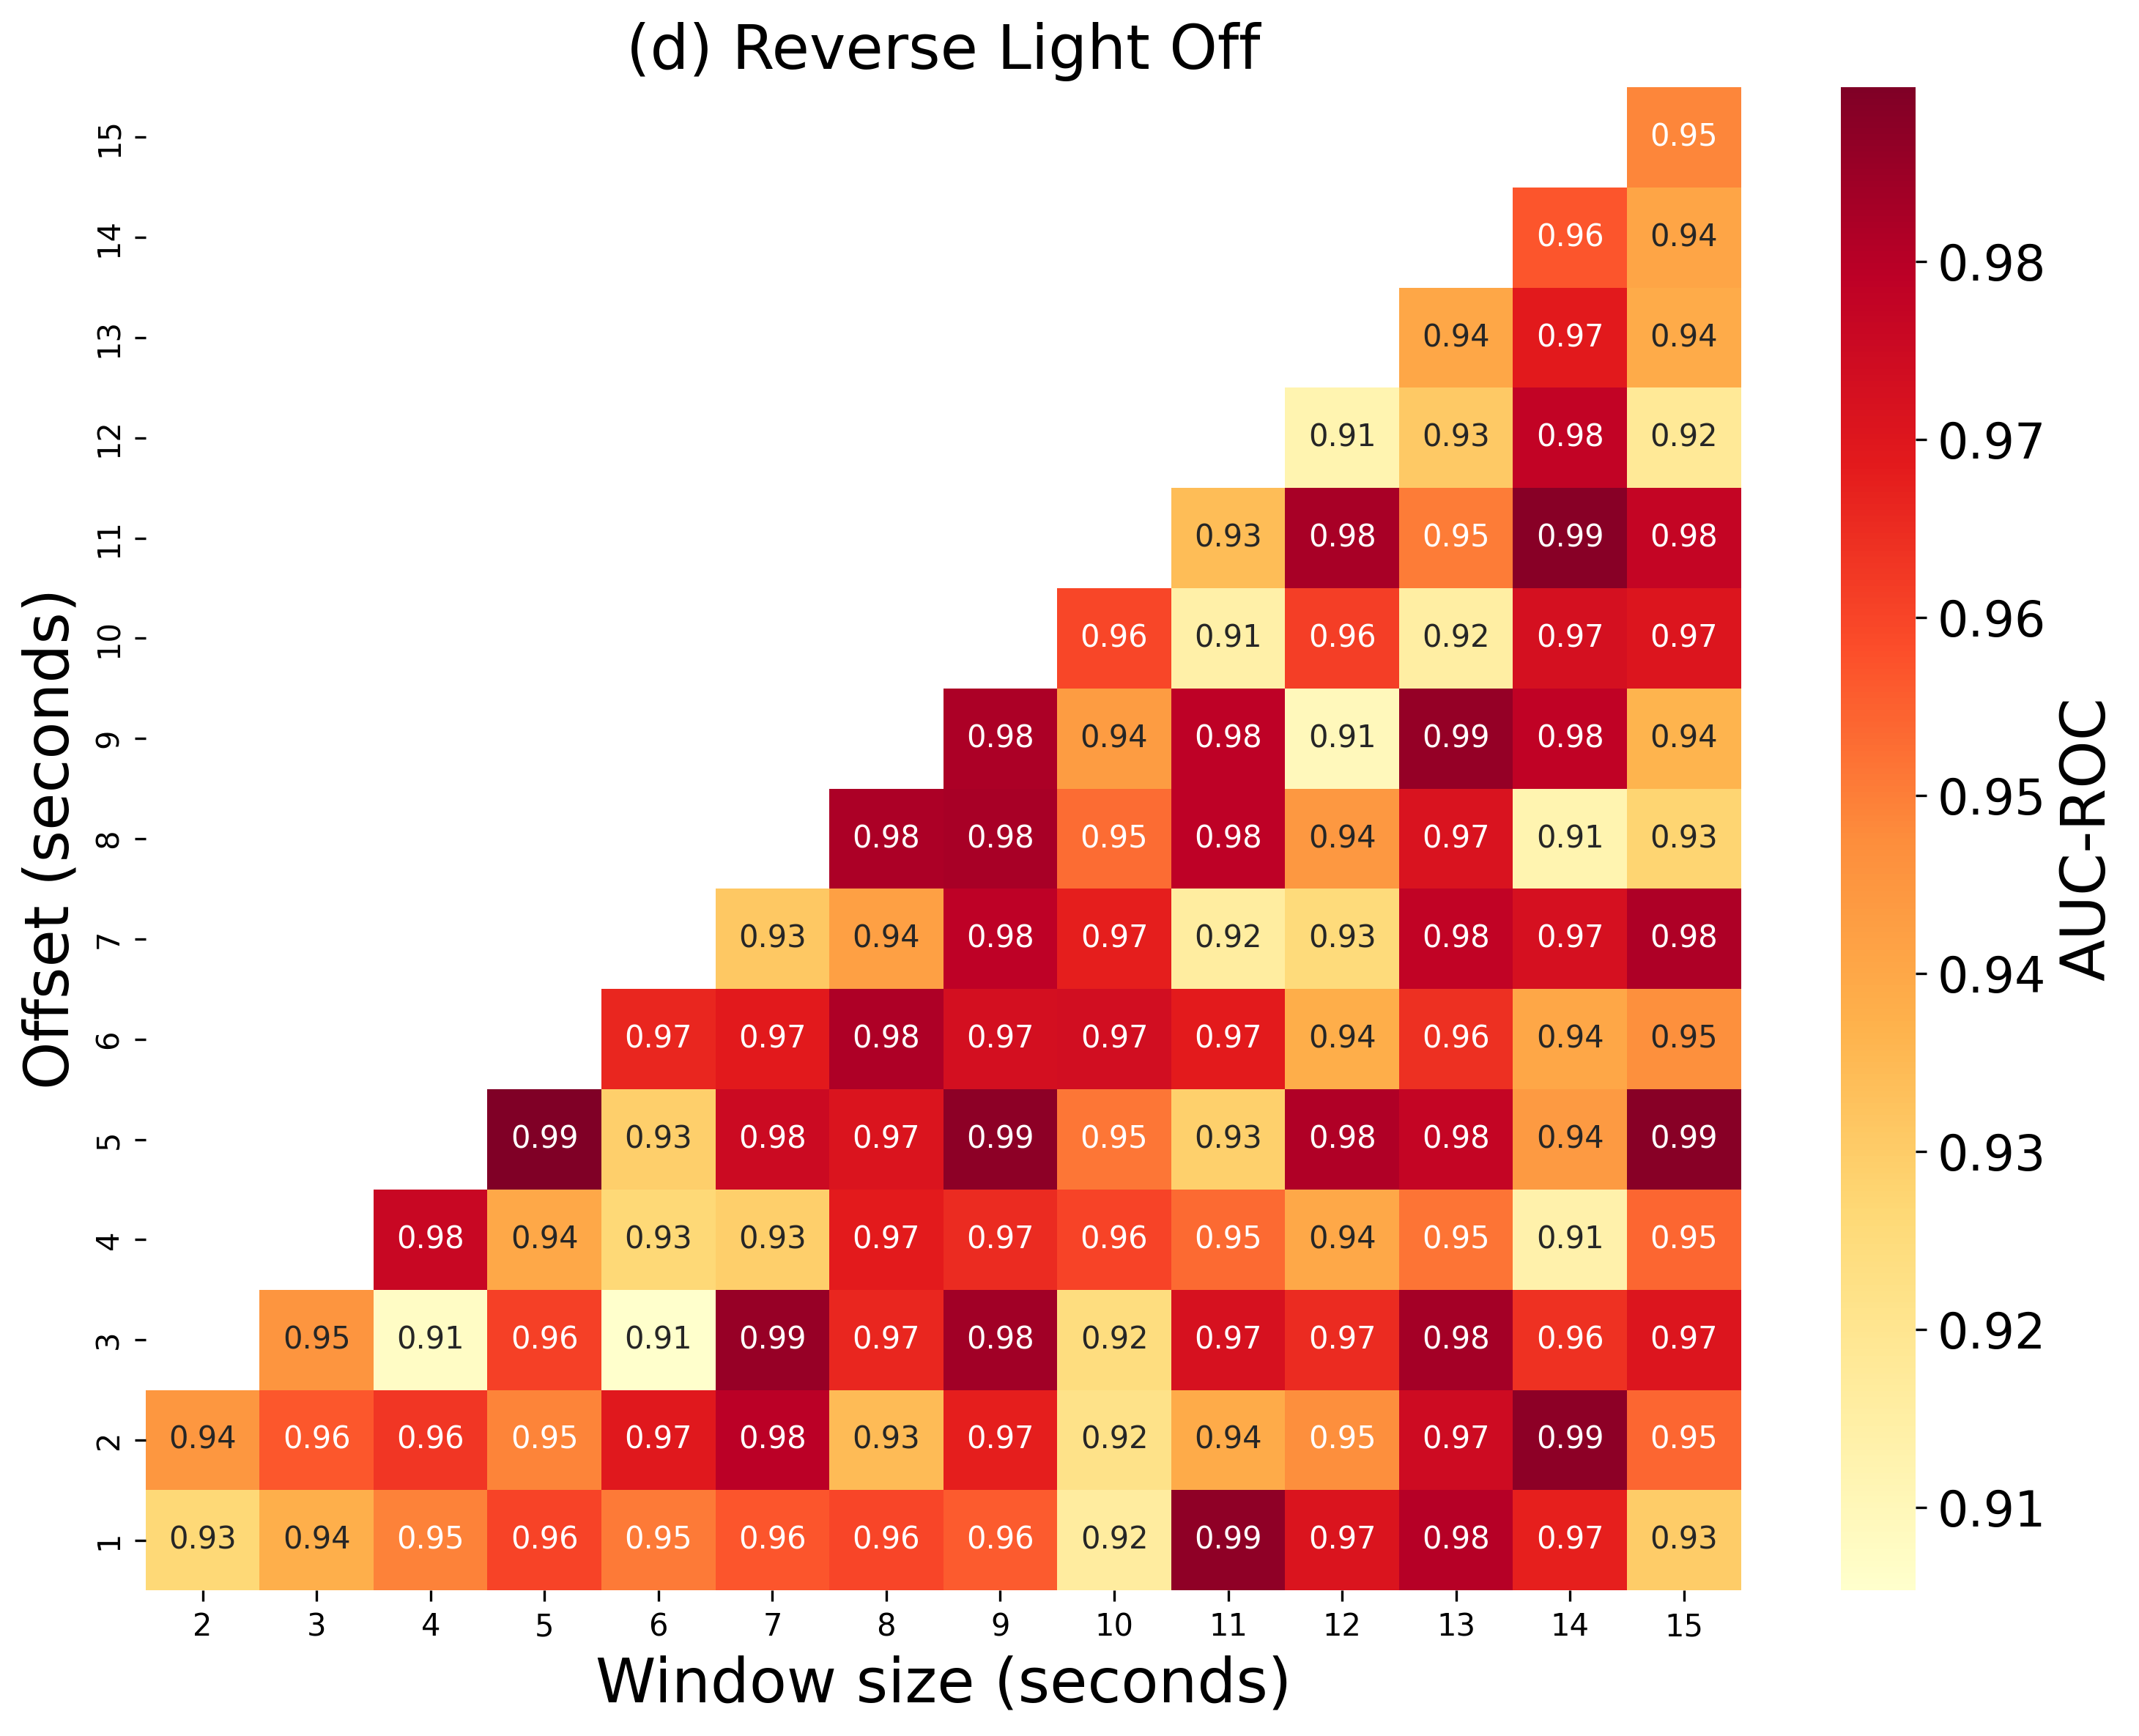 (d) Reverse Light Off
15 0.95
14 0.96 0.94
13 0.94 0.97 0.94
12 0.91 0.93 0.98 0.92
11 0.93 0.98 0.95 0.99 0.98
10 0.96 0.91 0.96 0.92 0.97 0.97
9 0.98 0.94 0.98 0.91 0.99 0.98 0.94
8 0.98 0.98 0.95 0.98 0.94 0.97 0.91 0.93
7 0.93 0.94 0.98 0.97 0.92 0.93 0.98 0.97 0.98
6 0.97 0.97 0.98 0.97 0.97 0.97 0.94 0.96 0.94 0.95
5 0.99 0.93 0.98 0.97 0.99 0.95 0.93 0.98 0.98 0.94 0.99
4 0.98 0.94 0.93 0.93 0.97 0.97 0.96 0.95 0.94 0.95 0.91 0.95
3 0.95 0.91 0.96 0.91 0.99 0.97 0.98 0.92 0.97 0.97 0.98 0.96 0.97
2 0.94 0.96 0.96 0.95 0.97 0.98 0.93 0.97 0.92 0.94 0.95 0.97 0.99 0.95
1 0.93 0.94 0.95 0.96 0.95 0.96 0.96 0.96 0.92 0.99 0.97 0.98 0.97 0.93
2 3 4 5 6 7 8 9 10 11 12 13 14 15
Window size (seconds)
Offset (seconds)
0.98
0.97
0.96
0.95
0.94
0.93
0.92
0.91
AUC-ROC